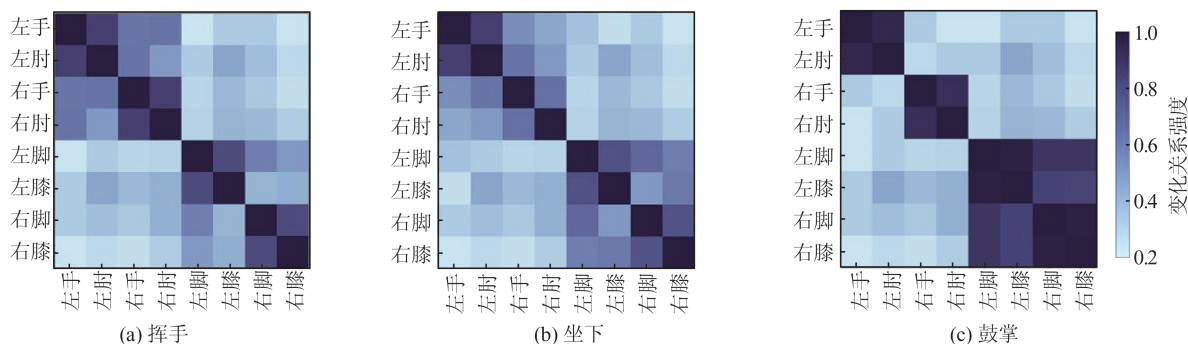 左手
左肘
右手
右肘
左脚
左膝
右脚
右膝
左手
左肘
右手
右肘
左脚
左膝
右脚
右膝
(a) 挥手
左手
左肘
右手
右肘
左脚
左膝
右脚
右膝
左手
左肘
右手
右肘
左脚
左膝
右脚
右膝
(b) 坐下
左手
左肘
右手
右肘
左脚
左膝
右脚
右膝
左手
左肘
右手
右肘
左脚
左膝
右脚
右膝
(c) 鼓掌
1.0
0.8
0.6
0.4
0.2
变化关系强度